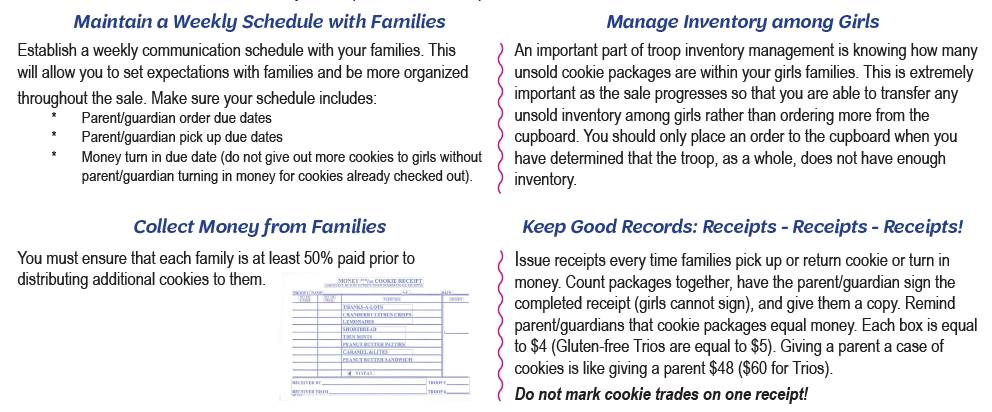 Maintain a Weekly Schedule with Families
Establish a weekly communication schedule with your families. This
will allow you to set expectations with families and be more organized
throughout the sale. Make sure your schedule includes:
* Parent/guardian order due dates
* Parent/guardian pick up due dates
* Money turn in due date (do not give out more cookies to girls without
parent/guardian turning in money for cookies already checked out).
Manage Inventory among Girls
An important part of troop inventory management is knowing how many
unsold cookie packages are within your girls families. This is extremely
important as the sale progresses so that you are able to transfer any
unsold inventory among girls rather than ordering more from the
cupboard. You should only place an order to the cupboard when you
have determined that the troop, as a whole, does not have enough
inventory.
Collect Money from Families
You must ensure that each family is at least 50% paid prior to
distributing additional cookies to them.
MONEY COOKIE RECEIPT
THANKS-A-LOTS
CRANBERRY CITRUS CRISPS
LEMONADES
SHORTBREAD
THIN MINTS
PEANUT BUTTER PATTIES
CARAMEL deLITES
PEANUT BUTTER SANDWICH
TOTAL
RECEIVED BY TROOP#
RECEIVED FROM TROOP#
Keep Good Records: Receipts - Receipts - Receipts!
Issue receipts every time families pick up or return cookie or turn in
money. Count packages together, have the parent/guardian sign the
completed receipt (girls cannot sign), and give them a copy. Remind
parent/guardians that cookie packages equal money. Each box is equal
to $4 (Gluten-free Trios are equal to $5). Giving a parent a case of
cookies is like giving a parent $48 ($60 for Trios).
Do not mark cookie trades on one receipt!